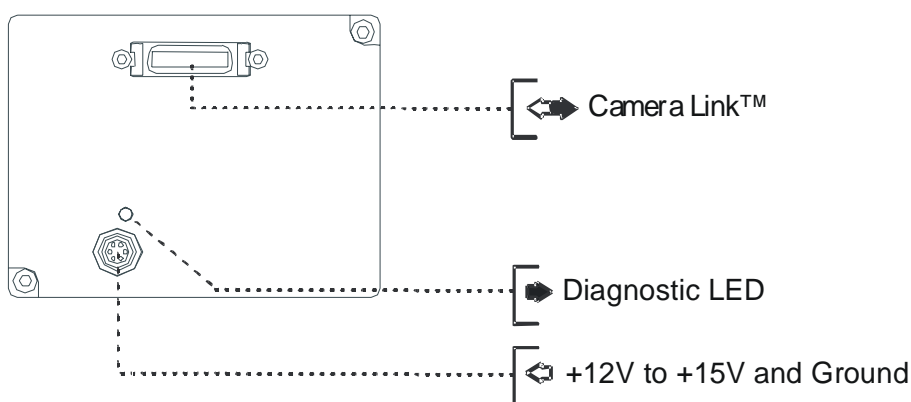 Camera Link™
Diagnostic LED
+12V to +15V and Ground